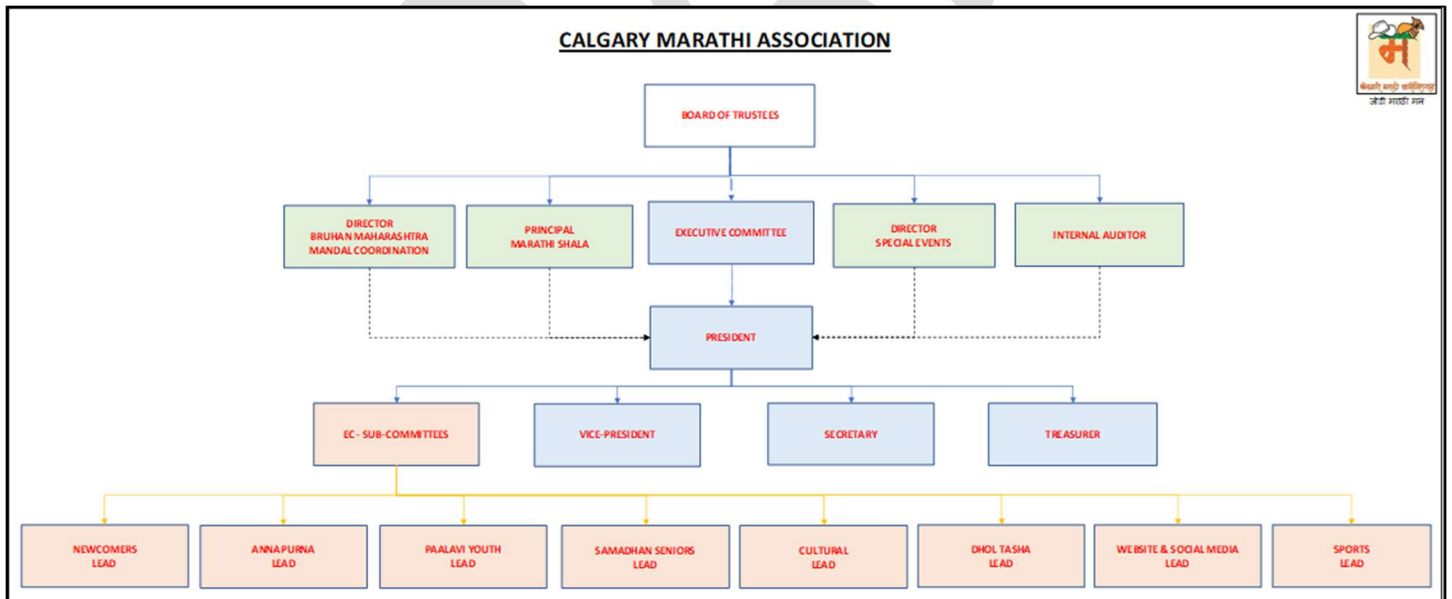 CALGARY MARATHI ASSOCIATION
जोडी मराठी मन
BOARD OF TRUSTEES
DIRECTOR
BRUHAN MAHARASHTRA
MANDAL COORDINATION
PRINCIPAL
MARATHI SHALA
EXECUTIVE COMMITTEE
DIRECTOR
SPECIAL EVENTS
INTERNAL AUDITOR
PRESIDENT
EC - SUB-COMMITTEES
VICE-PRESIDENT
SECRETARY
TREASURER
NEWCOMERS
LEAD
ANNAPURNA
LEAD
PAALAVI YOUTH
LEAD
SAMADHAN SENIORS
LEAD
CULTURAL
LEAD
DHOL TASHA
LEAD
WEBSITE & SOCIAL MEDIA
LEAD
SPORTS
LEAD